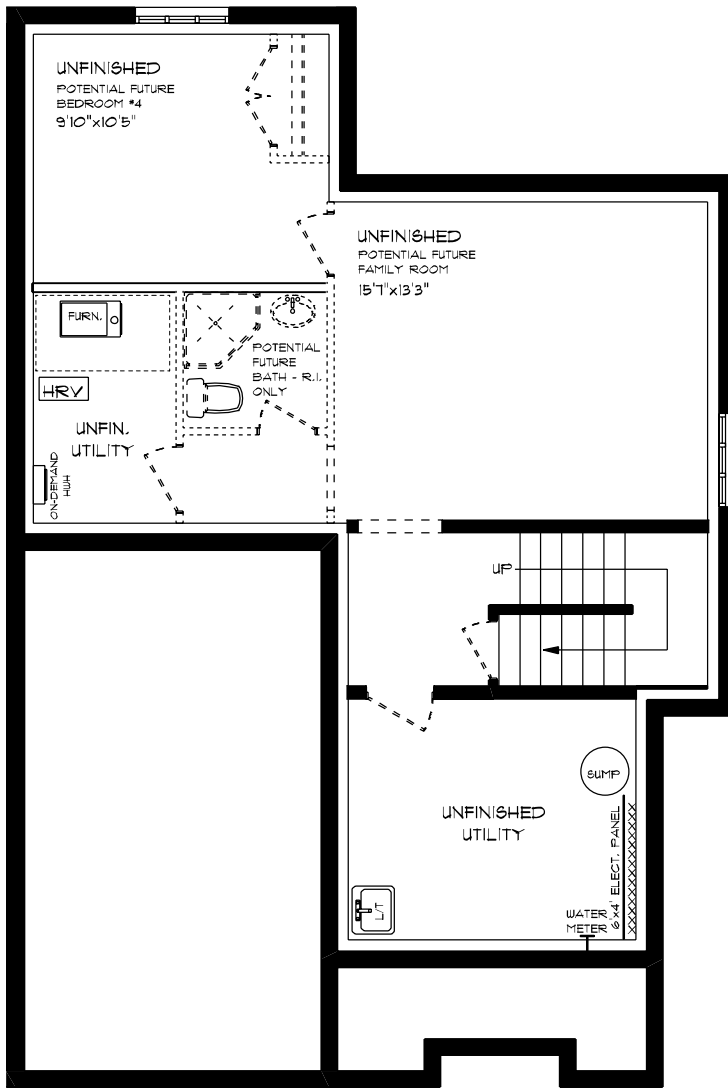 UNFINISHED
POTENTIAL FUTURE
BEDROOM #4
9'10"x10'5"
UNFINISHED
POTENTIAL FUTURE
FAMILY ROOM
15'7"x13'3"
FURN.
HRV
UNFIN.
UTILITY
ON-DEMAND
HWH
POTENTIAL
FUTURE
BATH - R.I.
ONLY
UP
SUMP
UNFINISHED
UTILITY
6'x4' ELECT. PANEL
L/T
WATER
METER